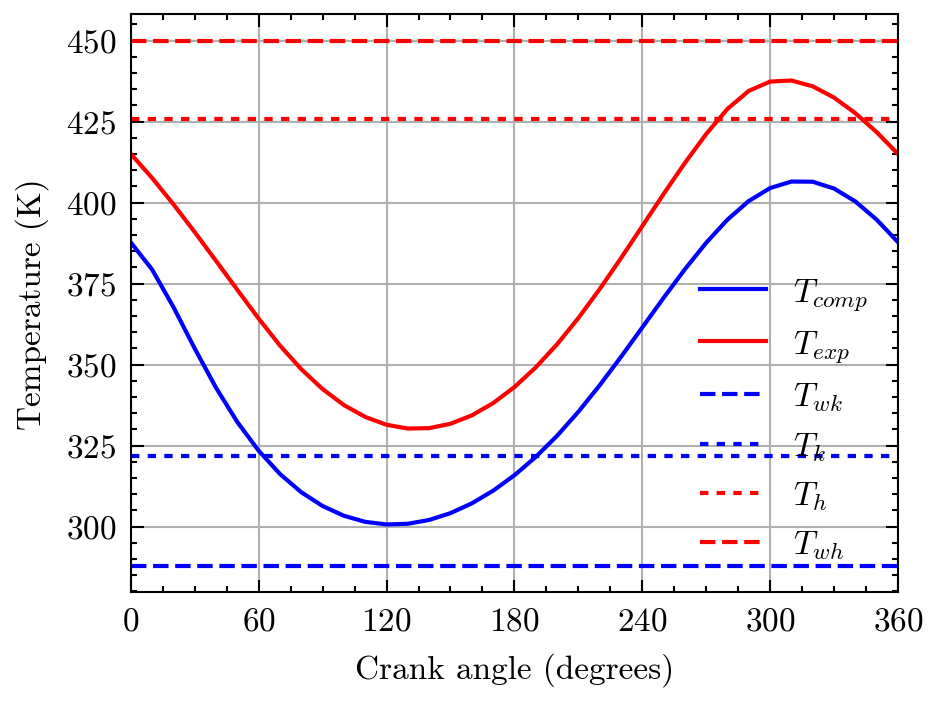 450
425
400
375
350
325
300
Temperature (K)
T_comp
T_exp
T_wk
T_k
T_h
T_wh
0 60 120 180 240 300 360
Crank angle (degrees)